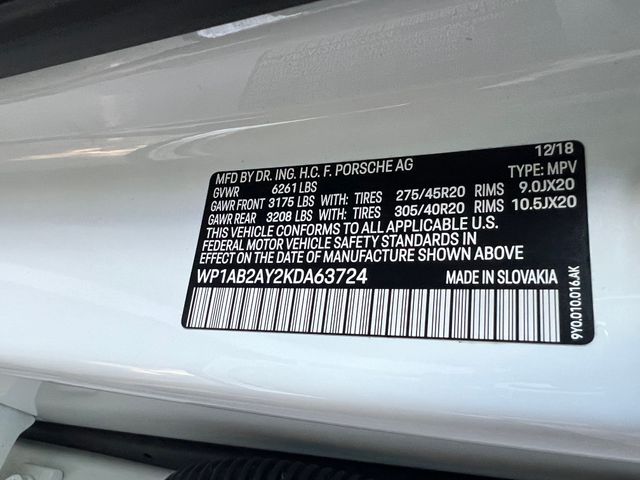 12/18
MFD BY DR. ING. H.C. F. PORSCHE AG TYPE: MPV
GVWR 6261 LBS
GAWR FRONT 3175 LBS WITH: TIRES 275/45R20 RIMS 9.0JX20
GAWR REAR 3208 LBS WITH: TIRES 305/40R20 RIMS 10.5JX20
THIS VEHICLE CONFORMS TO ALL APPLICABLE U.S.
FEDERAL MOTOR VEHICLE SAFETY STANDARDS IN
EFFECT ON THE DATE OF MANUFACTURE SHOWN ABOVE
WP1AB2AY2KDA63724 MADE IN SLOVAKIA
9Y0.010.016.AK